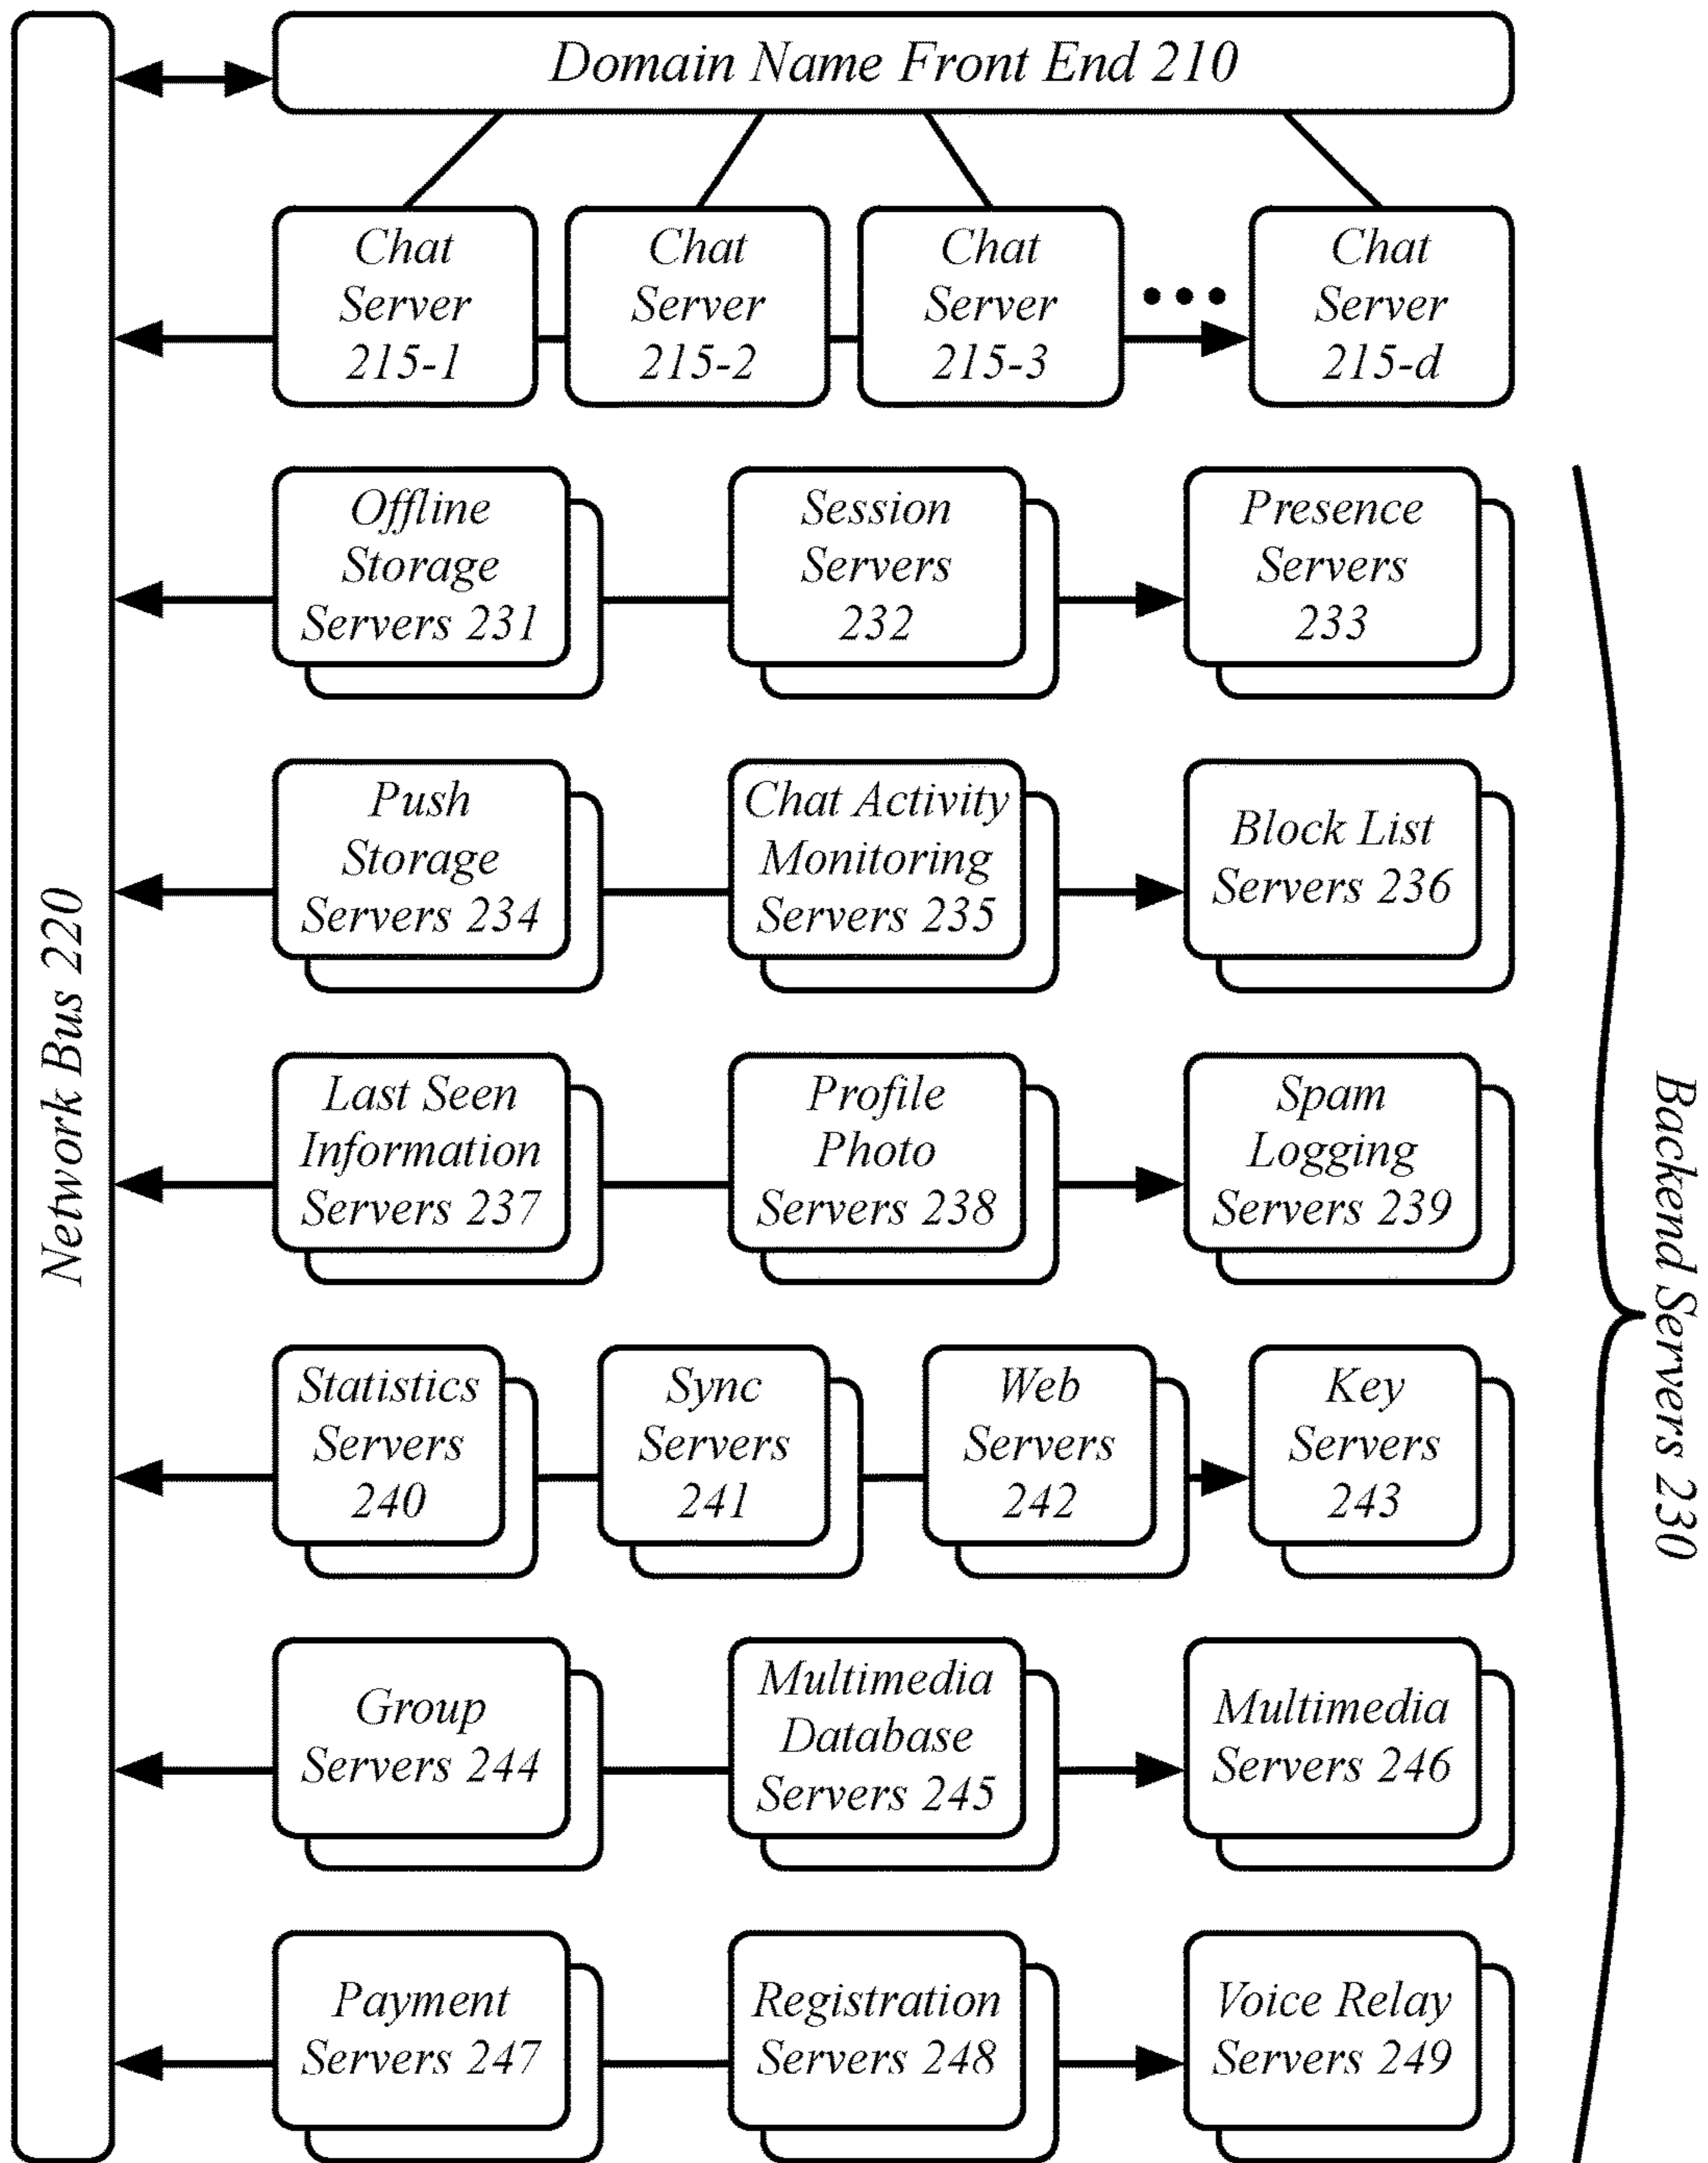 Domain Name Front End 210
Chat
Server
215-1
Chat
Server
215-2
Chat
Server
215-3
Chat
Server
215-d
Offline
Storage
Servers 231
Session
Servers
232
Presence
Servers
233
Push
Storage
Servers 234
Chat Activity
Monitoring
Servers 235
Block List
Servers 236
Last Seen
Information
Servers 237
Profile
Photo
Servers 238
Spam
Logging
Servers 239
Statistics
Servers
240
Sync
Servers
241
Web
Servers
242
Key
Servers
243
Group
Servers 244
Multimedia
Database
Servers 245
Multimedia
Servers 246
Payment
Servers 247
Registration
Servers 248
Voice Relay
Servers 249
Network Bus 220
Backend Servers 230